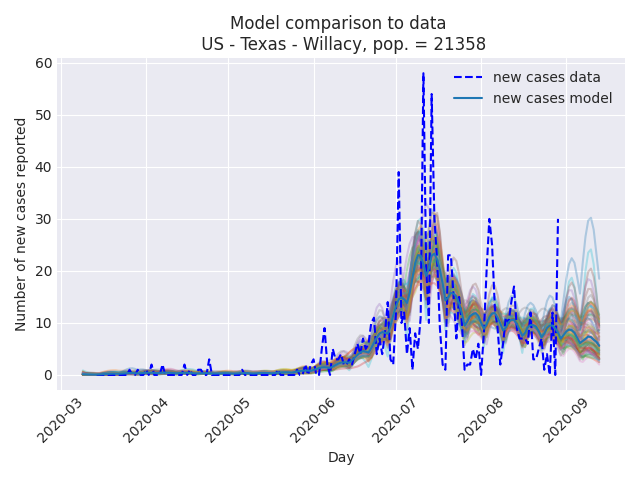 Model comparison to data
US - Texas - Willacy, pop. = 21358
new cases data
new cases model
Number of new cases reported
60
50
40
30
20
10
0
2020-03
2020-04
2020-05
2020-06
2020-07
2020-08
2020-09
Day